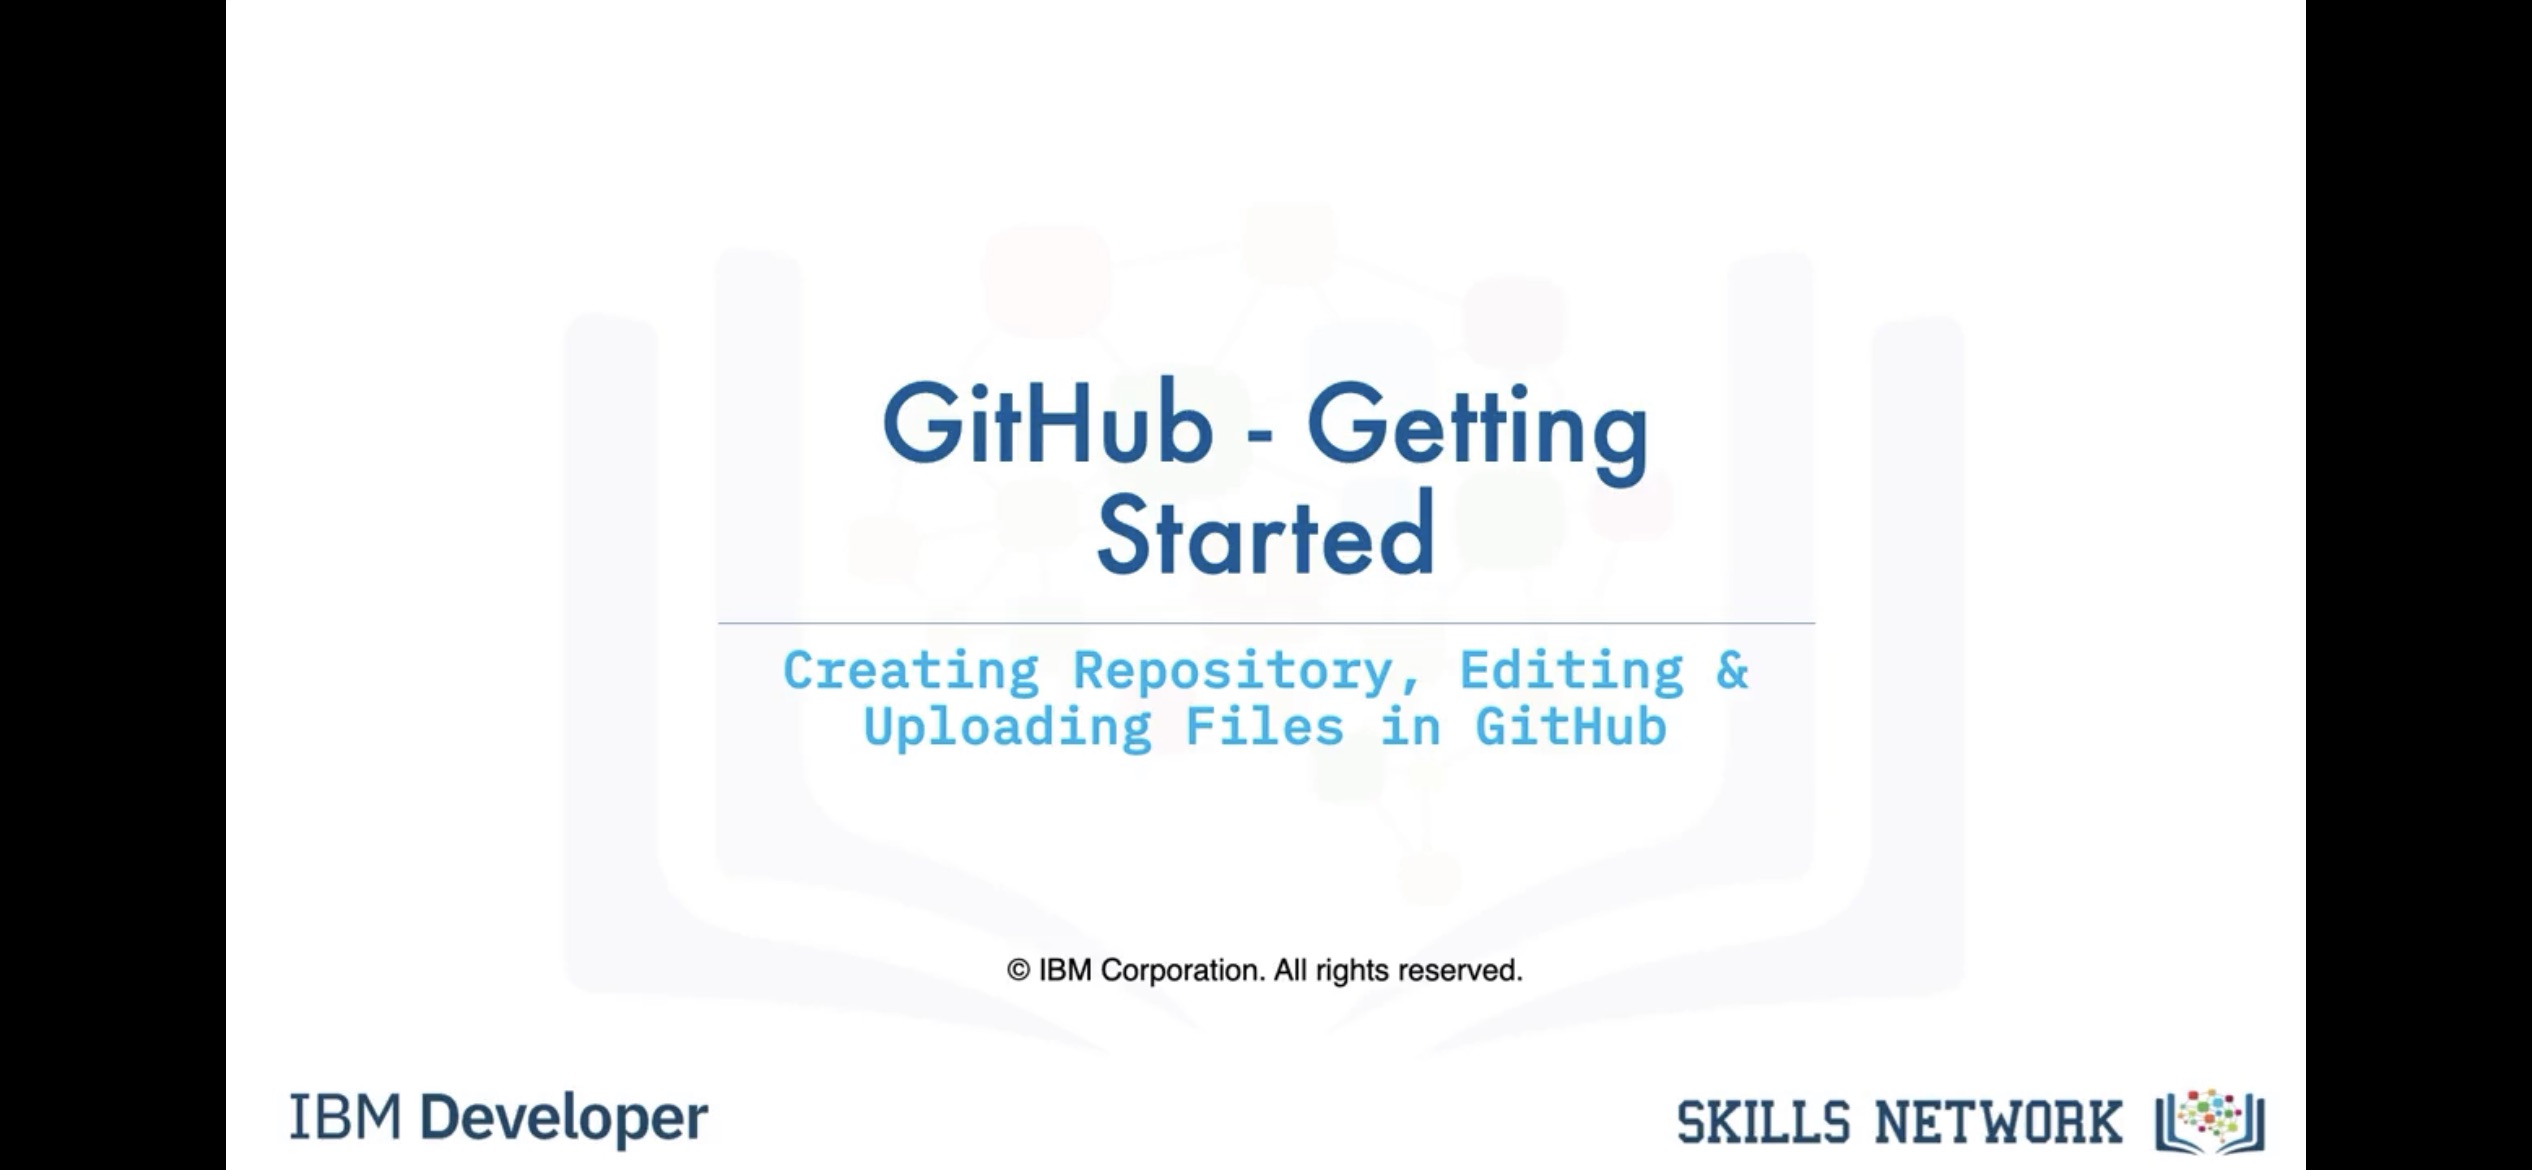 GitHub - Getting
Started
Creating Repository, Editing &
Uploading Files in GitHub
© IBM Corporation. All rights reserved.
IBM Developer
SKILLS NETWORK